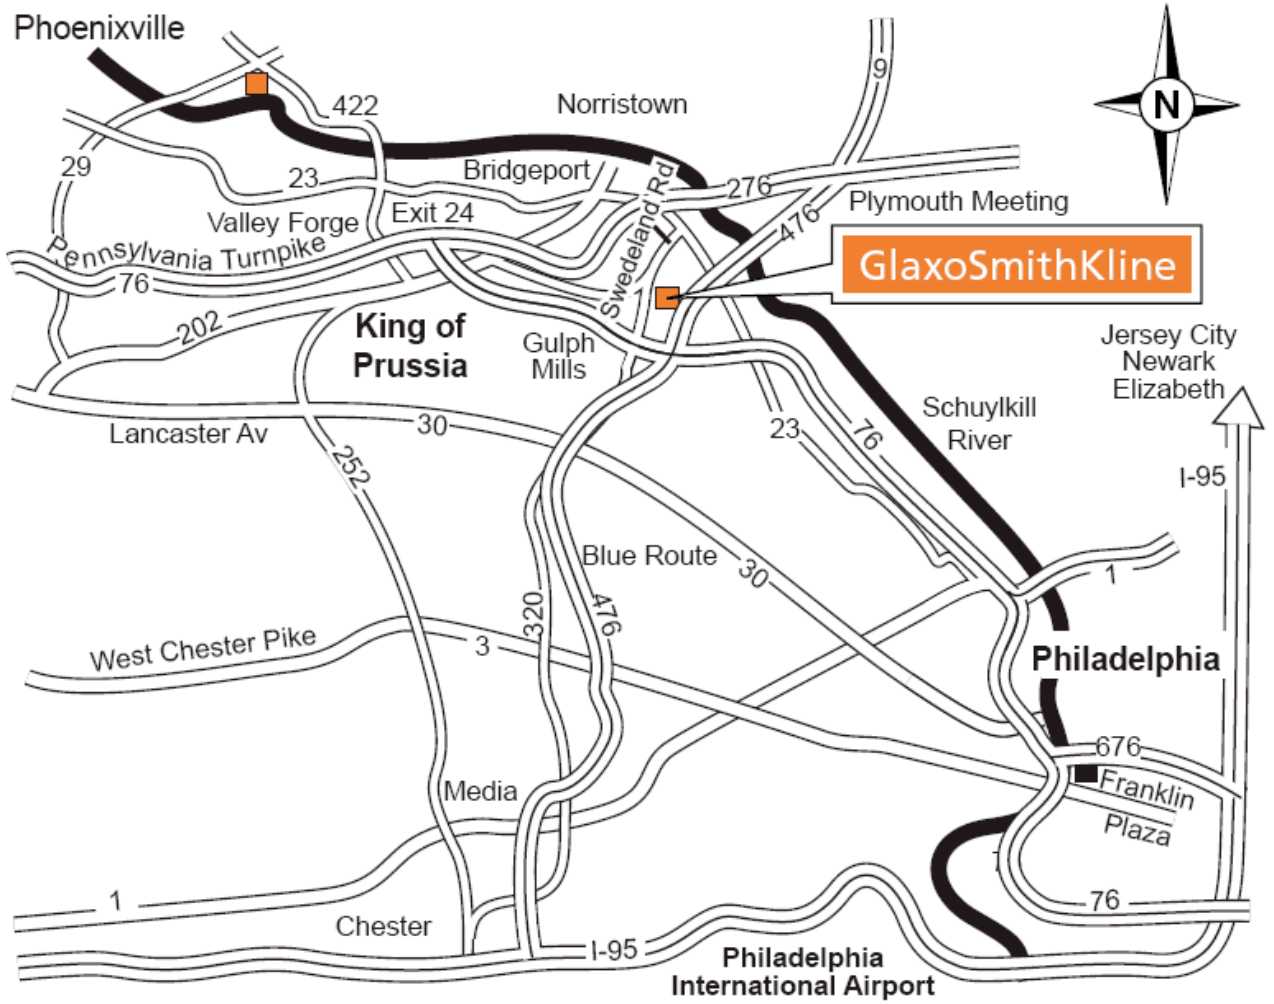 Phoenixville
9
N
422
Norristown
29
23
Bridgeport
Swedeland Rd
276
Plymouth Meeting
Valley Forge
Exit 24
476
Pennsylvania Turnpike
76
GlaxoSmithKline
202
King of
Prussia
Gulph
Mills
Jersey City
Newark
Elizabeth
Lancaster Av
30
23
76
Schuylkill
River
252
I-95
Blue Route
30
1
320
476
West Chester Pike
3
Philadelphia
676
Media
Franklin
Plaza
1
76
Chester
I-95
Philadelphia
International Airport